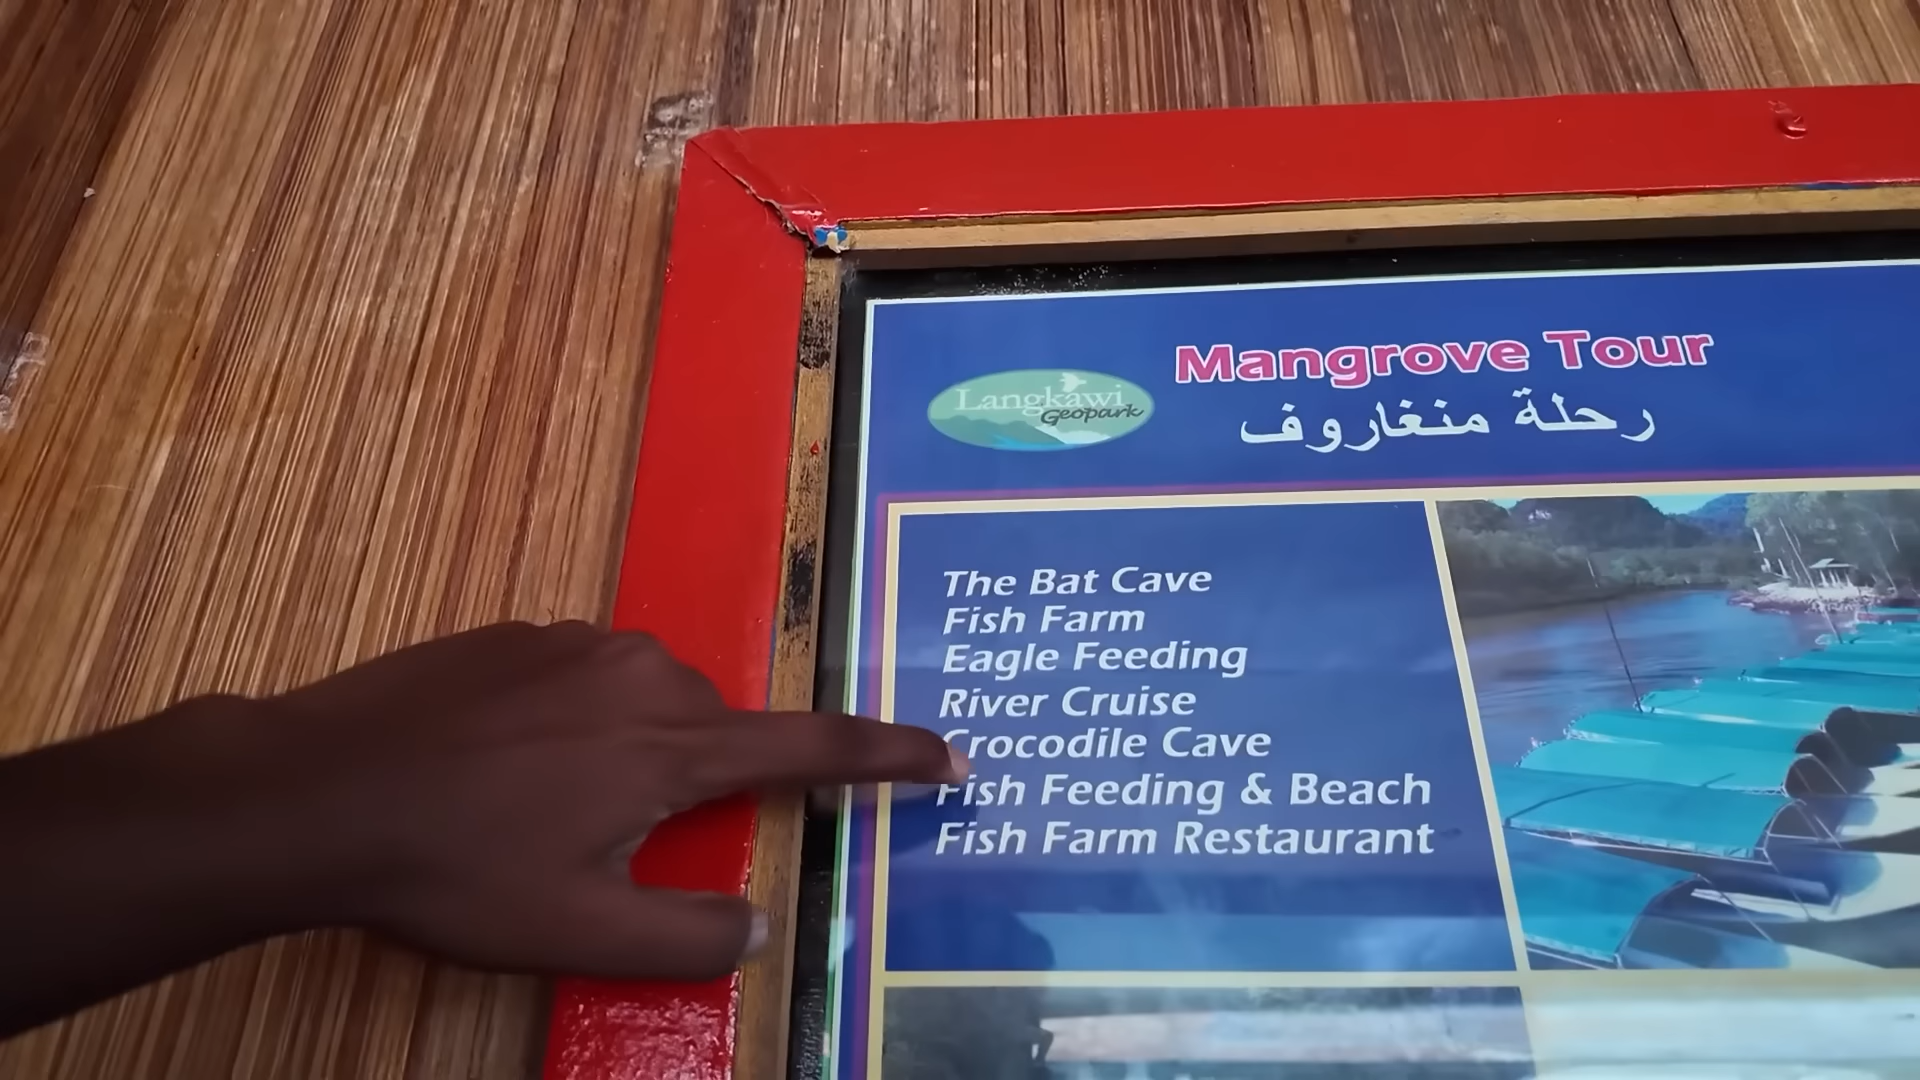 Langkawi
Geopark
Mangrove Tour
رحلة منغاروف
The Bat Cave
Fish Farm
Eagle Feeding
River Cruise
Crocodile Cave
Fish Feeding & Beach
Fish Farm Restaurant